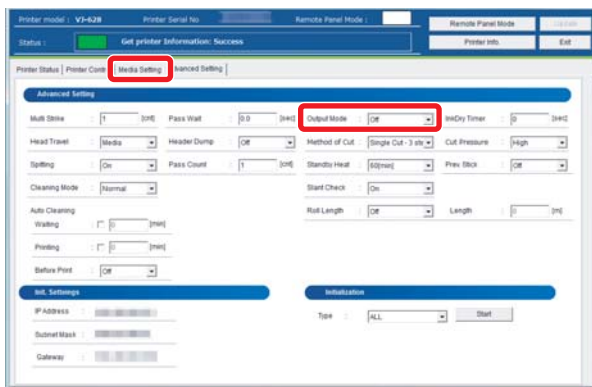 Printer model : VJ-628 Printer Serial No Remote Panel Mode : Remote Panel Mode
Status : Get printer Information: Success Printer Info. Exit
Printer Status Printer Contr Media Setting Advanced Setting
Advanced Setting
Multi Strike : 1 [cnt] Pass Wait : 0.0 [sec] Output Mode : Off Ink Dry Timer : 0 [sec]
Head Travel : Media Header Dump : Off Method of Cut : Single Cut - 3 str Cut Pressure : High
Spitting : On Pass Count : 1 [cnt] Standby Heat : 60[min] Prev Stick : Off
Cleaning Mode : Normal Slant Check : On
Auto Cleaning Roll Length : Off Length : 0 [m]
Waiting : 0 [min]
Printing : 0 [min]
Before Print : Off
Init. Settings Initialization
IP Address : Type : ALL Start
Subnet Mask :
Gateway :